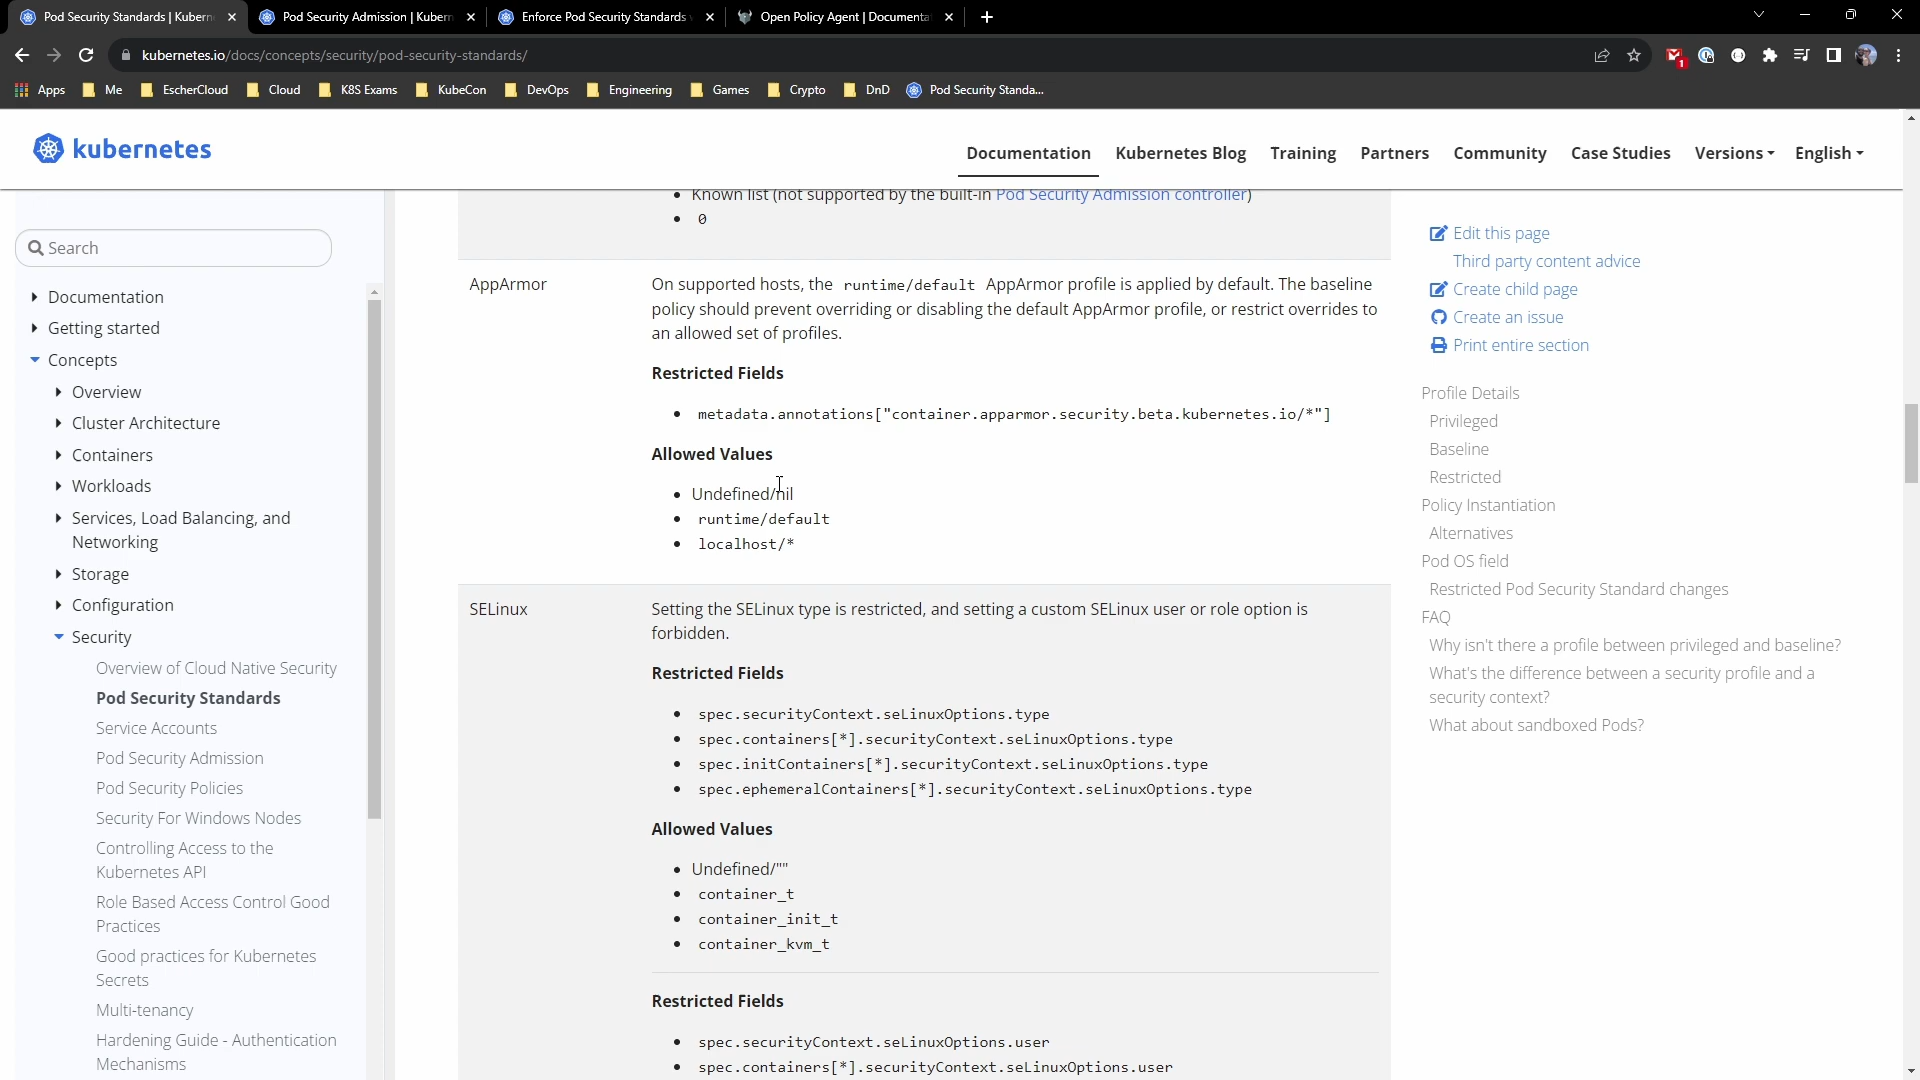 Pod Security Standards | Kubern
Pod Security Admission | Kubern
Enforce Pod Security Standards
Open Policy Agent | Documenta
kubernetes.io/docs/concepts/security/pod-security-standards/
1
Apps
Me
EscherCloud
Cloud
K8S Exams
KubeCon
DevOps
Engineering
Games
Crypto
DnD
Pod Security Standa...
kubernetes
Documentation
Kubernetes Blog
Training
Partners
Community
Case Studies
Versions
English
Search
Documentation
Getting started
Concepts
Overview
Cluster Architecture
Containers
Workloads
Services, Load Balancing, and
Networking
Storage
Configuration
Security
Overview of Cloud Native Security
Pod Security Standards
Service Accounts
Pod Security Admission
Pod Security Policies
Security For Windows Nodes
Controlling Access to the
Kubernetes API
Role Based Access Control Good
Practices
Good practices for Kubernetes
Secrets
Multi-tenancy
Hardening Guide - Authentication
Mechanisms
Known list (not supported by the built-in Pod Security Admission controller)
0
AppArmor
On supported hosts, the runtime/default AppArmor profile is applied by default. The baseline
policy should prevent overriding or disabling the default AppArmor profile, or restrict overrides to
an allowed set of profiles.
Restricted Fields
metadata.annotations["container.apparmor.security.beta.kubernetes.io/*"]
Allowed Values
Undefined/nil
runtime/default
localhost/*
SELinux
Setting the SELinux type is restricted, and setting a custom SELinux user or role option is
forbidden.
Restricted Fields
spec.securityContext.seLinuxOptions.type
spec.containers[*].securityContext.seLinuxOptions.type
spec.initContainers[*].securityContext.seLinuxOptions.type
spec.ephemeralContainers[*].securityContext.seLinuxOptions.type
Allowed Values
Undefined/""
container_t
container_init_t
container_kvm_t
Restricted Fields
spec.securityContext.seLinuxOptions.user
spec.containers[*].securityContext.seLinuxOptions.user
Edit this page
Third party content advice
Create child page
Create an issue
Print entire section
Profile Details
Privileged
Baseline
Restricted
Policy Instantiation
Alternatives
Pod OS field
Restricted Pod Security Standard changes
FAQ
Why isn't there a profile between privileged and baseline?
What's the difference between a security profile and a
security context?
What about sandboxed Pods?